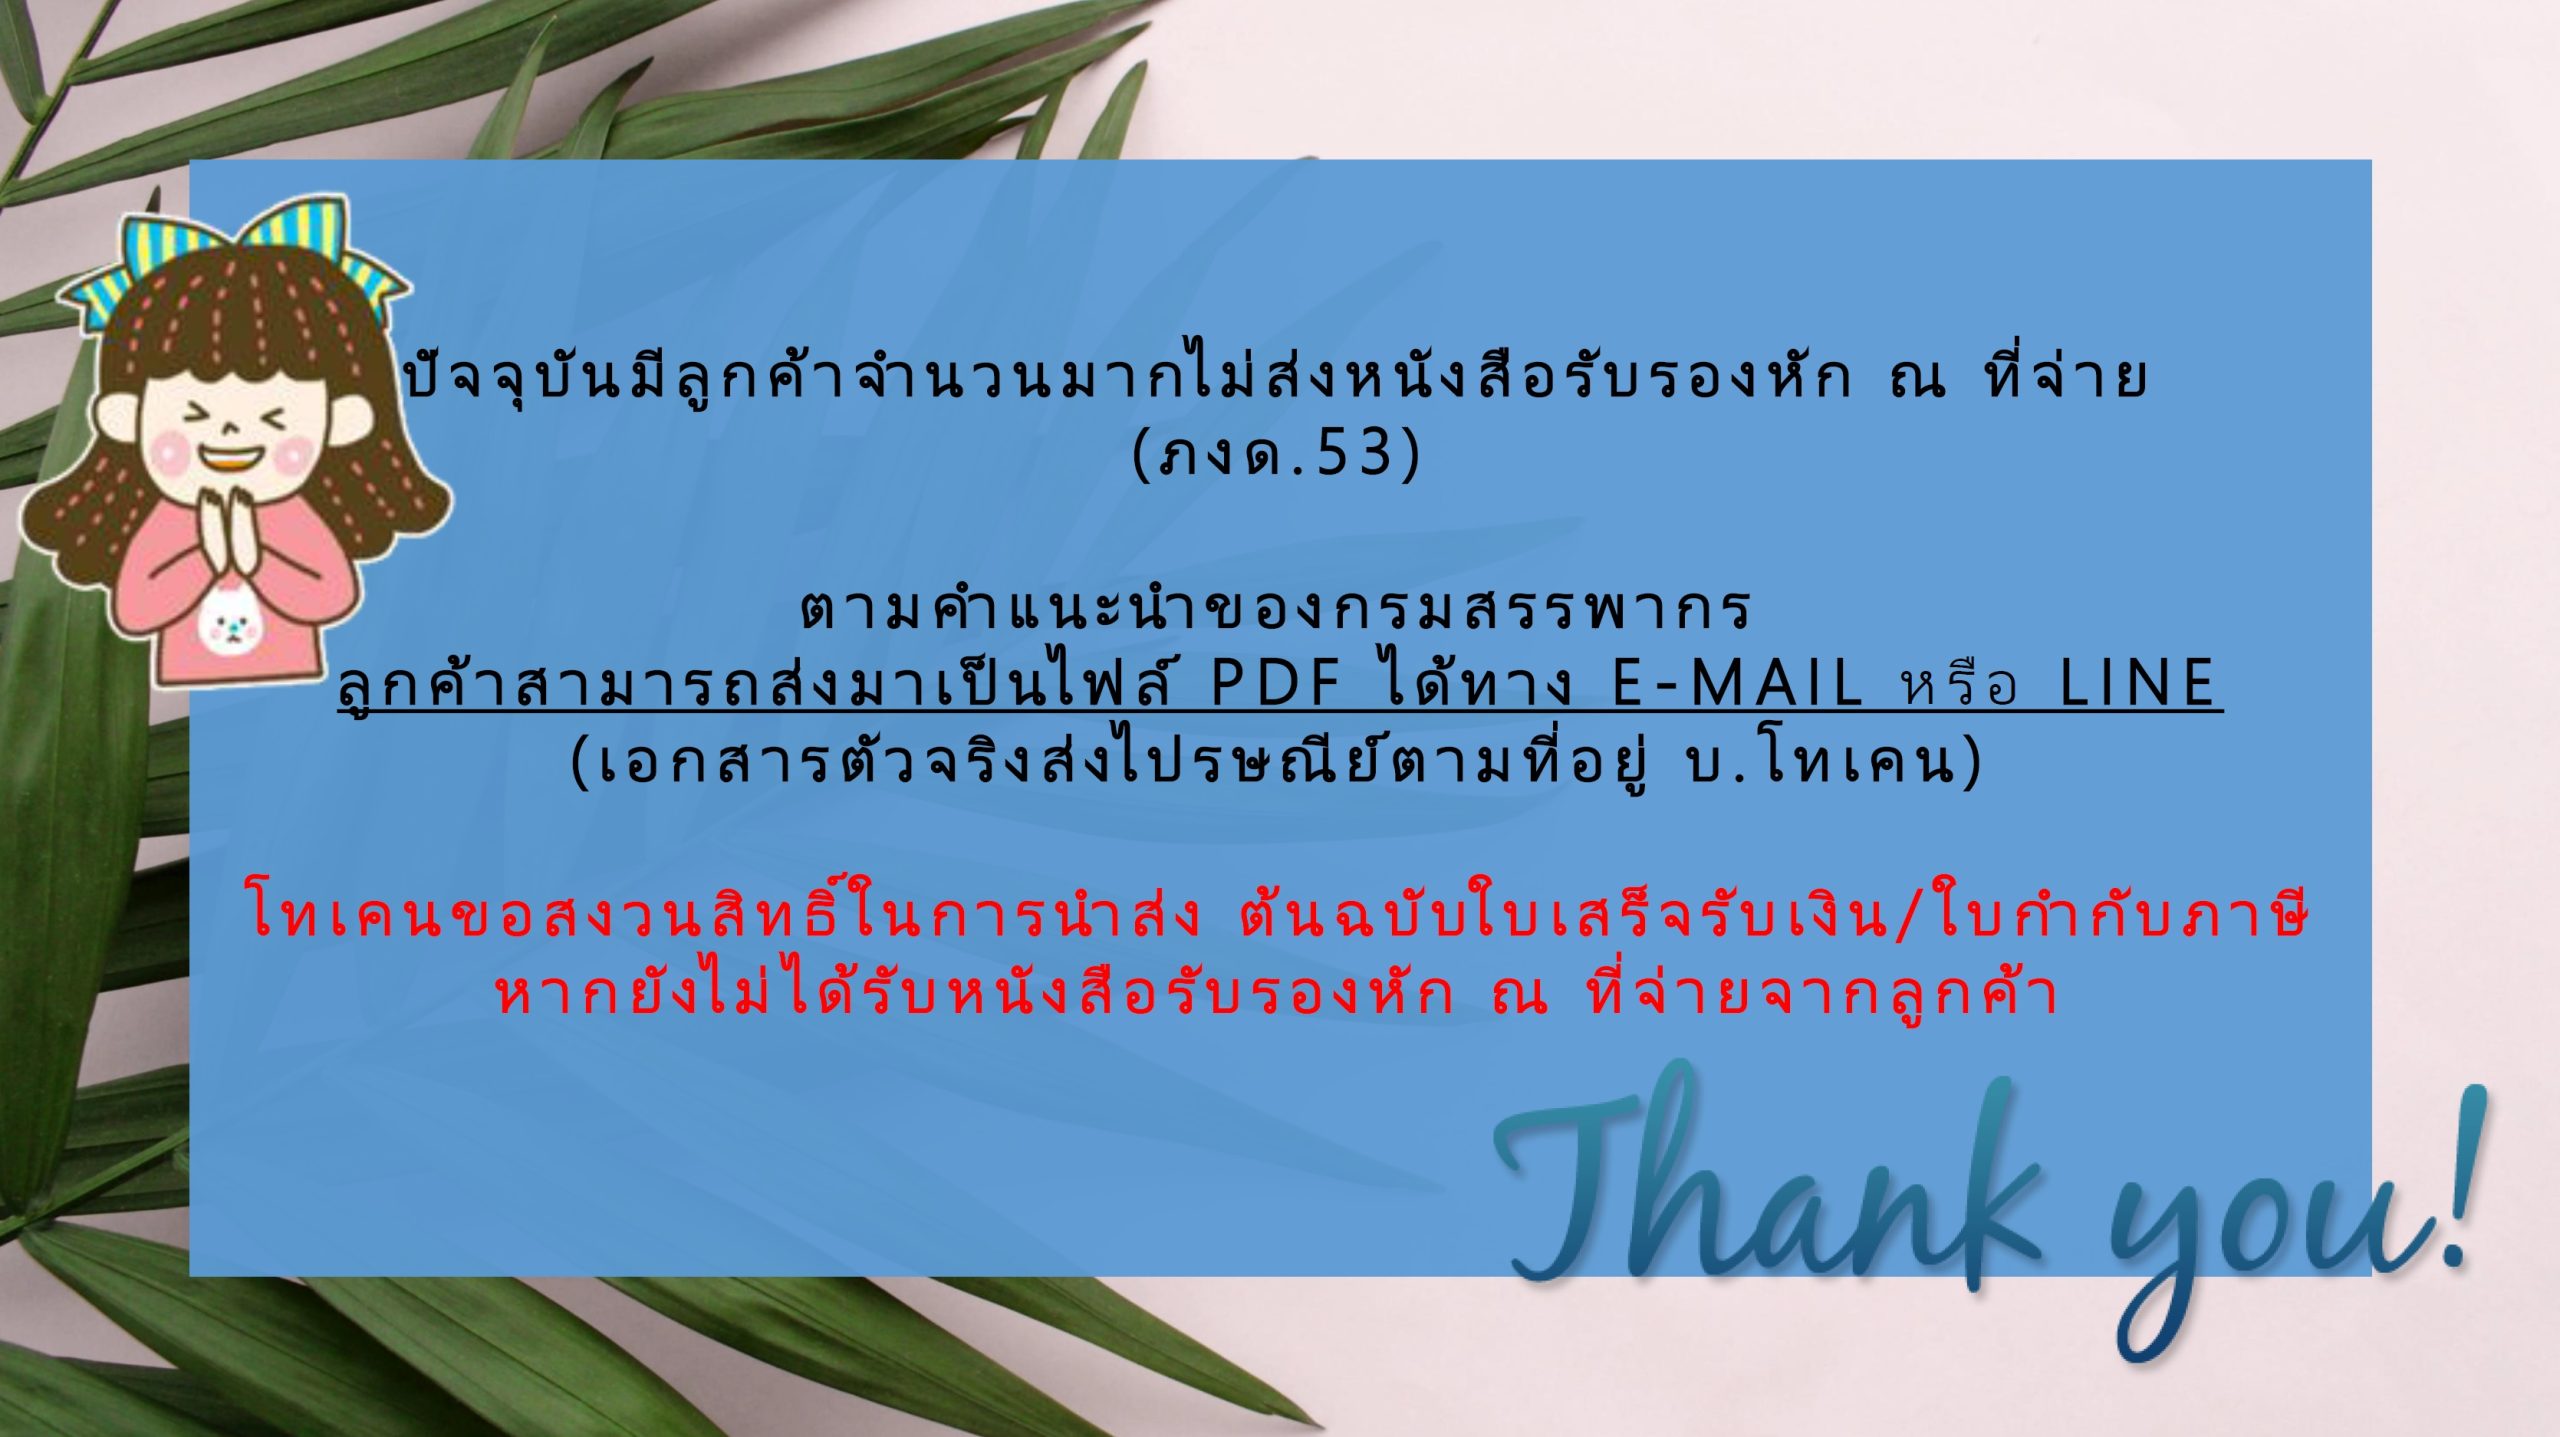 ปัจจุบันมีลูกค้าจำนวนมากไม่ส่งหนังสือรับรองหัก ณ ที่จ่าย
(ภงด.53)
ตามคำแนะนำของกรมสรรพากร
ลูกค้าสามารถส่งมาเป็นไฟล์ PDF ได้ทาง E-MAIL หรือ LINE
(เอกสารตัวจริงส่งไปรษณีย์ตามที่อยู่ บ.โทเคน)
โทเคนขอสงวนสิทธิ์ในการนำส่ง ต้นฉบับใบเสร็จรับเงิน/ใบกำกับภาษี
หากยังไม่ได้รับหนังสือรับรองหัก ณ ที่จ่ายจากลูกค้า
Thank you!